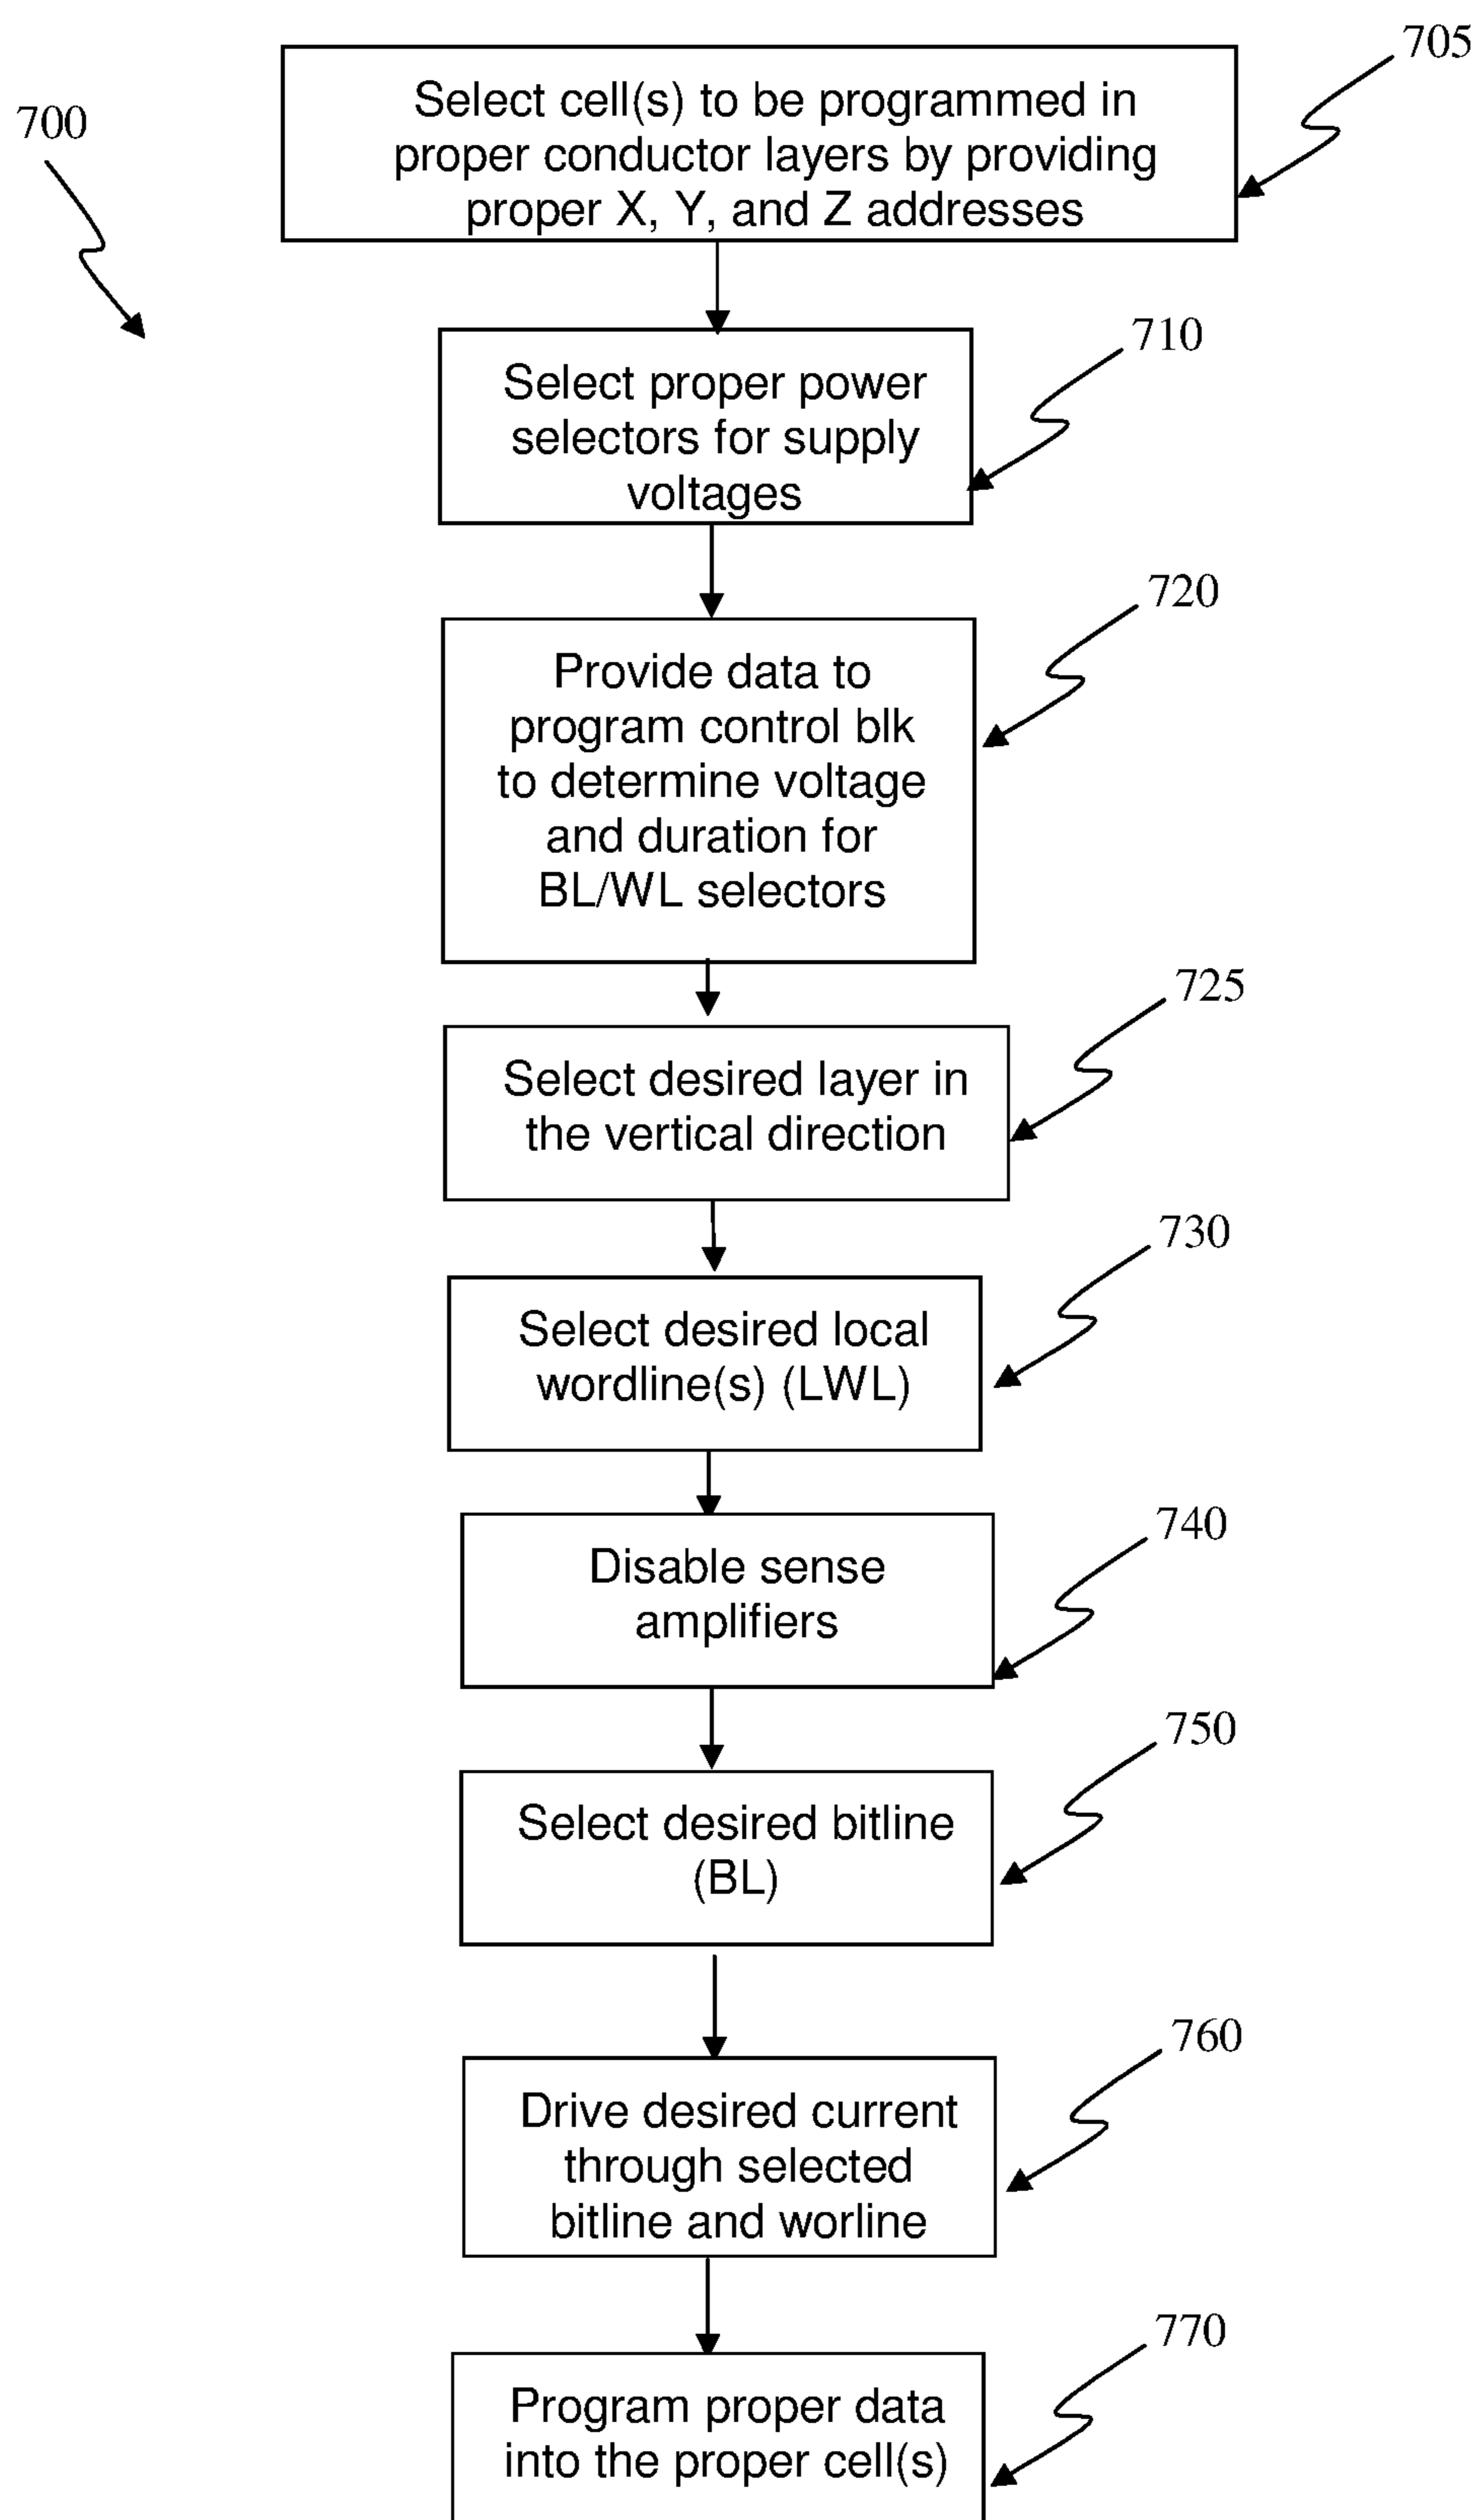 705
700
Select cell(s) to be programmed in
proper conductor layers by providing
proper X, Y, and Z addresses
710
Select proper power
selectors for supply
voltages
720
Provide data to
program control blk
to determine voltage
and duration for
BL/WL selectors
725
Select desired layer in
the vertical direction
730
Select desired local
wordline(s) (LWL)
740
Disable sense
amplifiers
750
Select desired bitline
(BL)
760
Drive desired current
through selected
bitline and worline
770
Program proper data
into the proper cell(s)